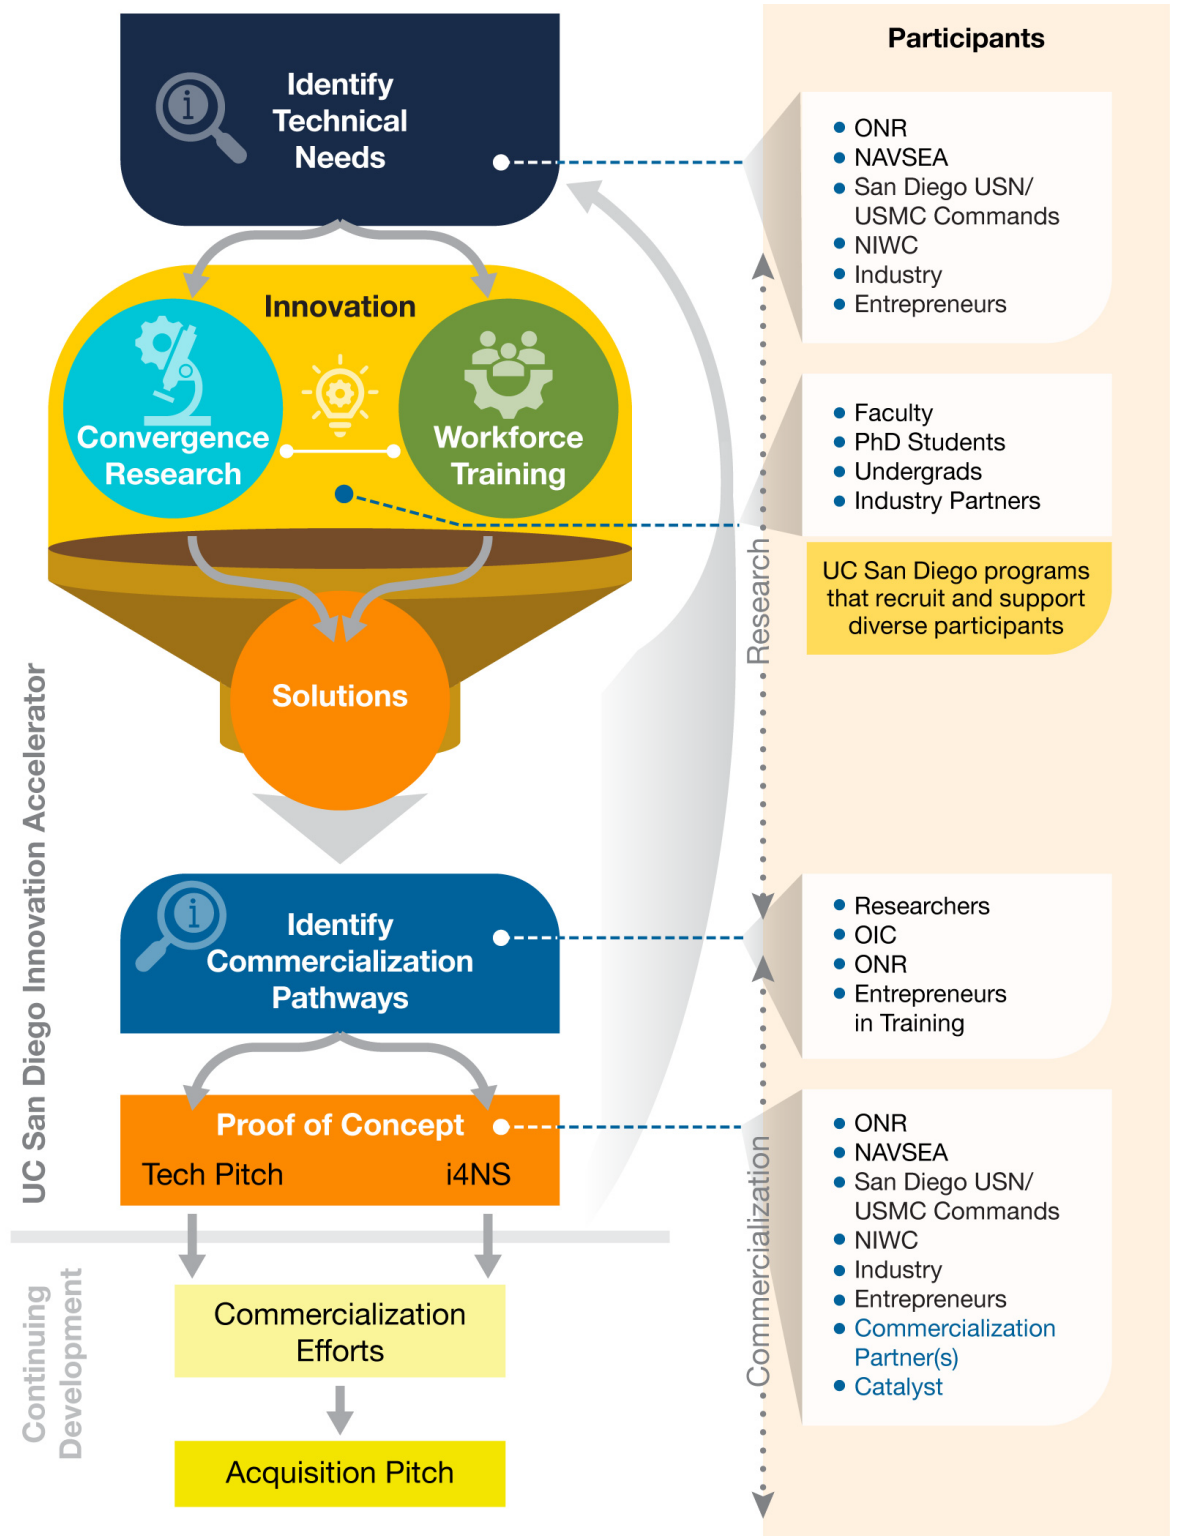 Participants
Identify
Technical
Needs
ONR
NAVSEA
San Diego USN/
USMC Commands
NIWC
Industry
Entrepreneurs
Innovation
Convergence
Research
Workforce
Training
Faculty
PhD Students
Undergrads
Industry Partners
UC San Diego programs
that recruit and support
diverse participants
Research
Solutions
UC San Diego Innovation Accelerator
Identify
Commercialization
Pathways
Researchers
OIC
ONR
Entrepreneurs
in Training
Proof of Concept
Tech Pitch
i4NS
ONR
NAVSEA
San Diego USN/
USMC Commands
NIWC
Industry
Entrepreneurs
Commercialization
Partner(s)
Catalyst
Commercialization
Continuing
Development
Commercialization
Efforts
Acquisition Pitch